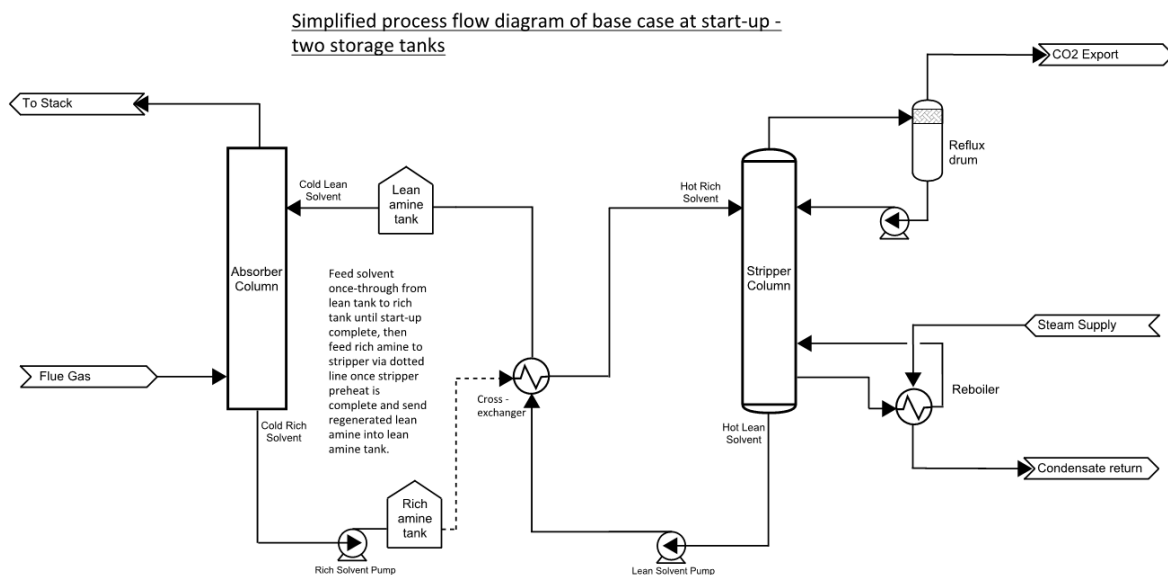 Simplified process flow diagram of base case at start-up -
two storage tanks
CO2 Export
To Stack
Reflux
drum
Cold Lean
Solvent
Lean
amine
tank
Hot Rich
Solvent
Absorber
Column
Feed solvent
once-through from
lean tank to rich
tank until start-up
complete, then
feed rich amine to
stripper via dotted
line once stripper
preheat is
complete and send
regenerated lean
amine into lean
amine tank.
Stripper
Column
Steam Supply
Flue Gas
Cross -
exchanger
Reboiler
Cold Rich
Solvent
Hot Lean
Solvent
Condensate return
Rich
amine
tank
Rich Solvent Pump
Lean Solvent Pump